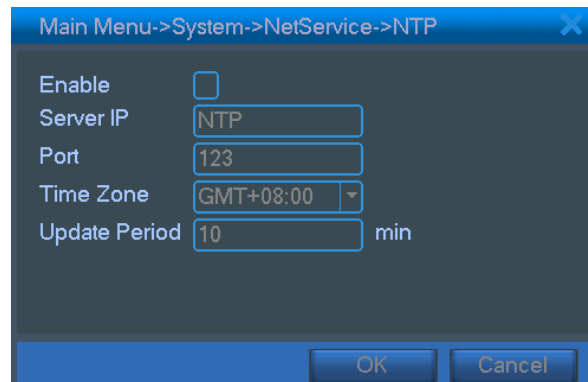 Main Menu->System->NetService->NTP
Enable
Server IP NTP
Port 123
Time Zone GMT+08:00
Update Period 10 min
OK Cancel